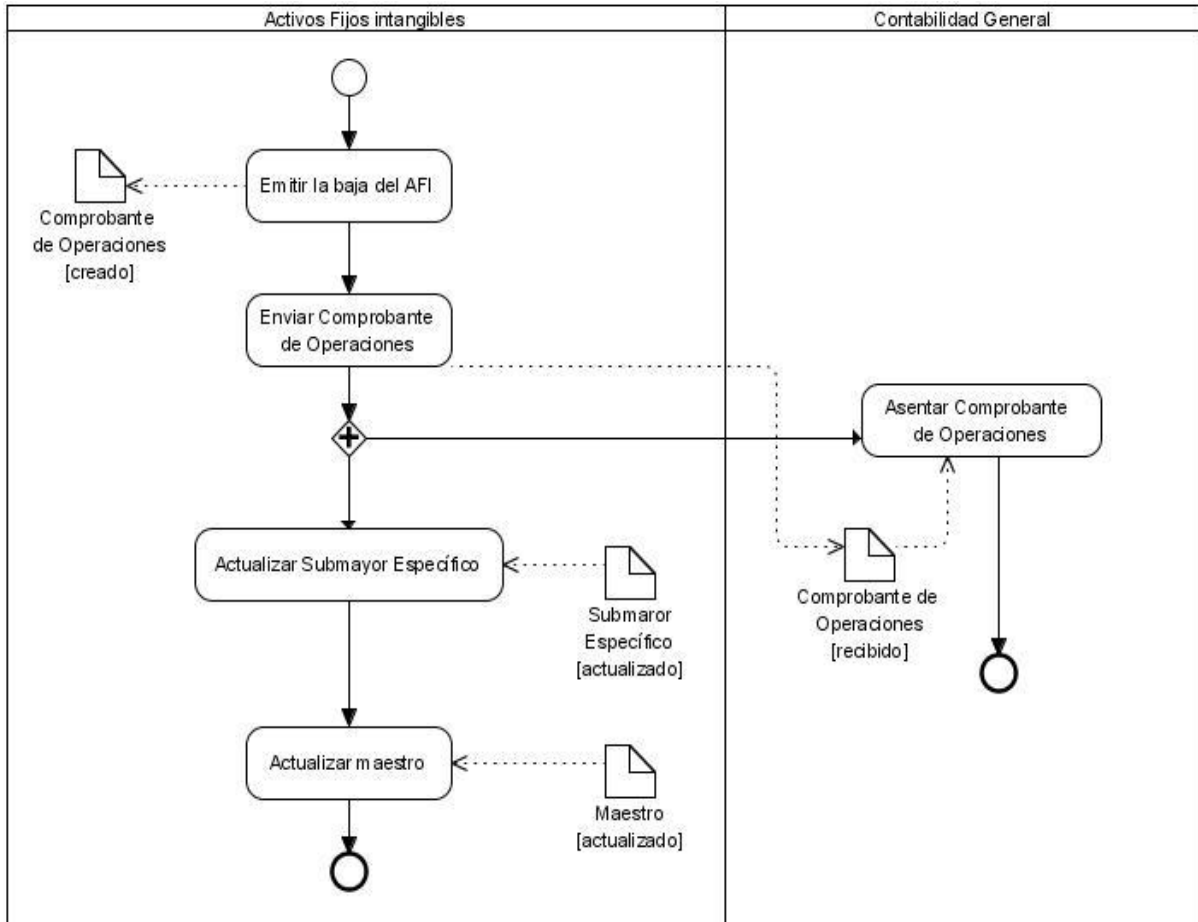 Activos Fijos intangibles
Contabilidad General
Emitir la baja del AFI
Comprobante
de Operaciones
[creado]
Enviar Comprobante
de Operaciones
Asentar Comprobante
de Operaciones
Actualizar Submayor Específico
Submaror
Específico
[actualizado]
Comprobante de
Operaciones
[recibido]
Actualizar maestro
Maestro
[actualizado]